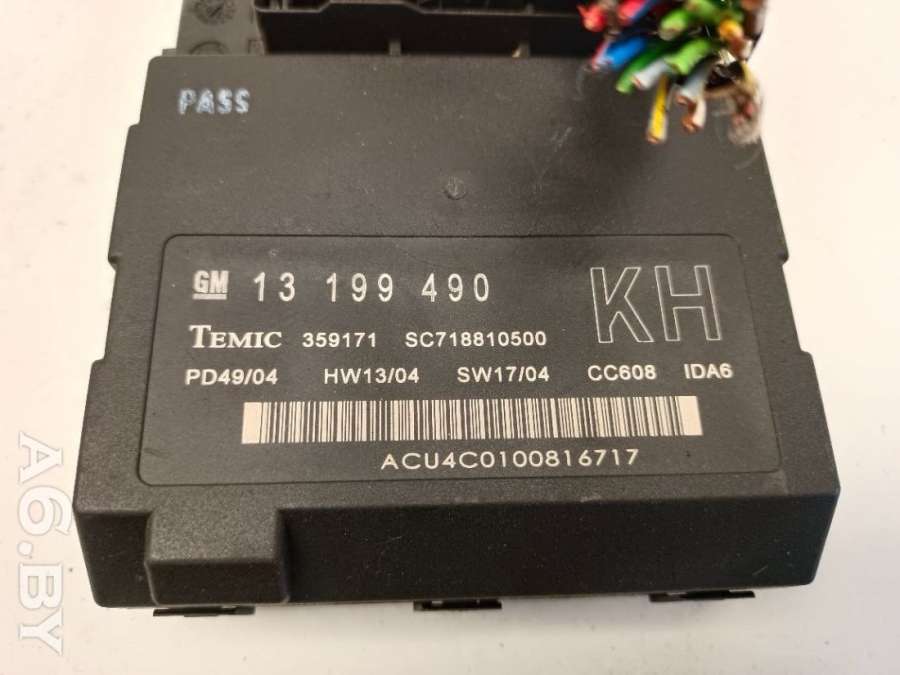 PASS
GM 13 199 490 KH
TEMIC 359171 SC718810500
PD49/04 HW13/04 SW17/04 CC608 IDA6
ACU4C0100816717
A6.BY